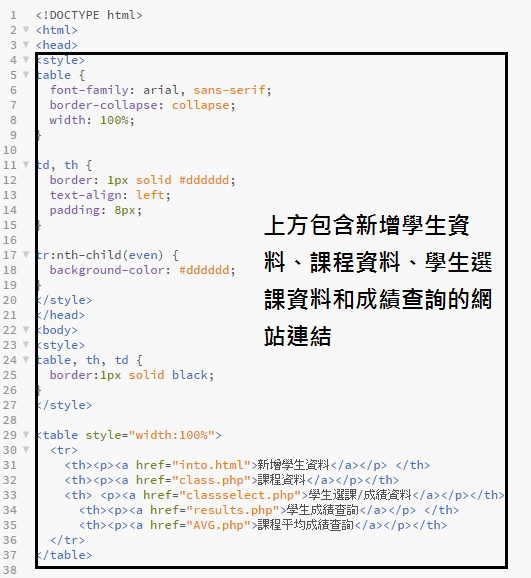 1 <!DOCTYPE html>
2 <html>
3 <head>
4 <style>
5 table {
6 font-family: arial, sans-serif;
7 border-collapse: collapse;
8 width: 100%;
9 }
10
11 td, th {
12 border: 1px solid #dddddd;
13 text-align: left;
14 padding: 8px;
15 }
16
17 tr:nth-child(even) {
18 background-color: #dddddd;
19 }
20 </style>
21 </head>
22 <body>
23 <style>
24 table, th, td {
25 border:1px solid black;
26 }
27 </style>
28
29 <table style="width:100%">
30 <tr>
31 <th><p><a href="into.html">新增學生資料</a></p> </th>
32 <th><p><a href="class.php">課程資料</a></p></th>
33 <th> <p><a href="classselect.php">學生選課/成績資料</a></p></th>
34 <th><p><a href="results.php">學生成績查詢</a></p> </th>
35 <th><p><a href="AVG.php">課程平均成績查詢</a></p></th>
36 </tr>
37 </table>
38
上方包含新增學生資
料、課程資料、學生選
課資料和成績查詢的網
站連結